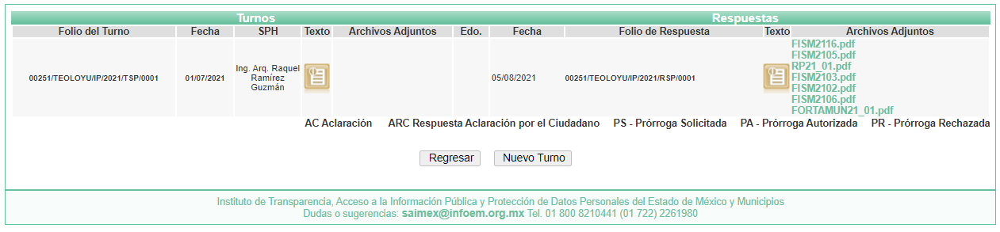 Turnos Respuestas
Folio del Turno Fecha SPH Texto Archivos Adjuntos Edo. Fecha Folio de Respuesta Texto Archivos Adjuntos
00251/TEOLOYU/IP/2021/TSP/0001 01/07/2021
Ing. Arq. Raquel
Ramírez
Guzmán
05/08/2021 00251/TEOLOYU/IP/2021/RSP/0001
FISM2116.pdf
FISM2105.pdf
RP21_01.pdf
FISM2103.pdf
FISM2102.pdf
FISM2106.pdf
FORTAMUN21_01.pdf
AC Aclaración ARC Respuesta Aclaración por el Ciudadano PS - Prórroga Solicitada PA - Prórroga Autorizada PR - Prórroga Rechazada
Regresar Nuevo Turno
Instituto de Transparencia, Acceso a la Información Pública y Protección de Datos Personales del Estado de México y Municipios
Dudas o sugerencias: saimex@infoem.org.mx Tel. 01 800 8210441 (01 722) 2261980